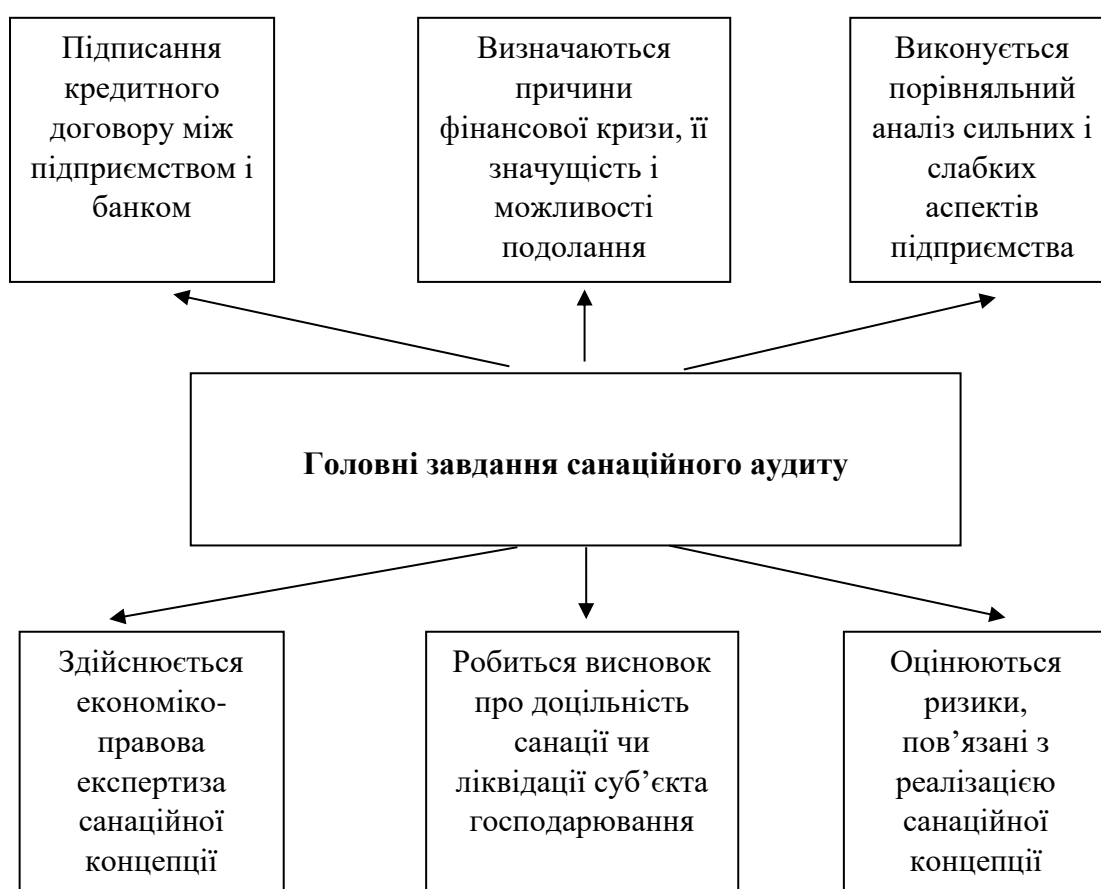 Підписання
кредитного
договору між
підприємством і
банком
Визначаються
причини
фінансової кризи, її
значущість і
можливості
подолання
Виконується
порівняльний
аналіз сильних і
слабких
аспектів
підприємства
Головні завдання санаційного аудиту
Здійснюється
економіко-
правова
експертиза
санаційної
концепції
Робиться висновок
про доцільність
санації чи
ліквідації суб’єкта
господарювання
Оцінюються
ризики,
пов’язані з
реалізацією
санаційної
концепції